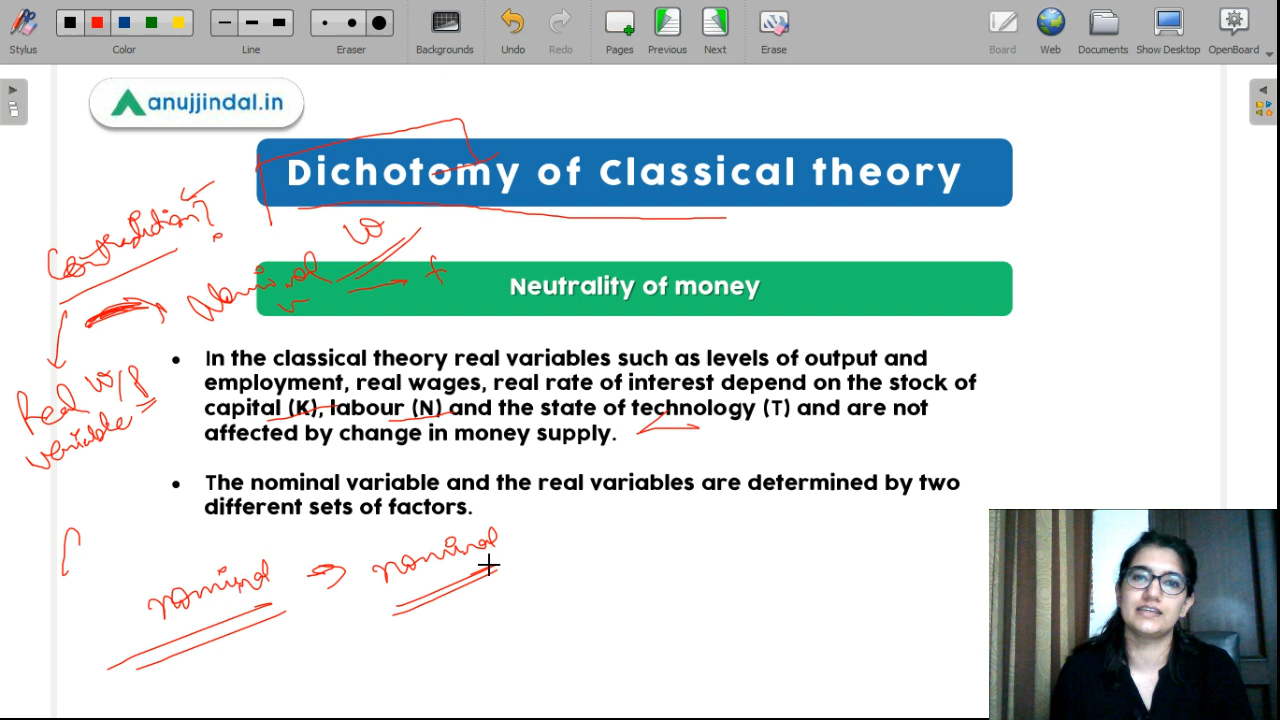 Stylus Color Line Eraser Backgrounds Undo Redo Pages Previous Next Erase Board Web Documents Show Desktop OpenBoard
anujjindal.in
Dichotomy of Classical theory
Contradiction?
Nominal
Neutrality of money
Real W/P
variable
In the classical theory real variables such as levels of output and
employment, real wages, real rate of interest depend on the stock of
capital (K), labour (N) and the state of technology (T) and are not
affected by change in money supply.
• The nominal variable and the real variables are determined by two
different sets of factors.
nominal → nominal